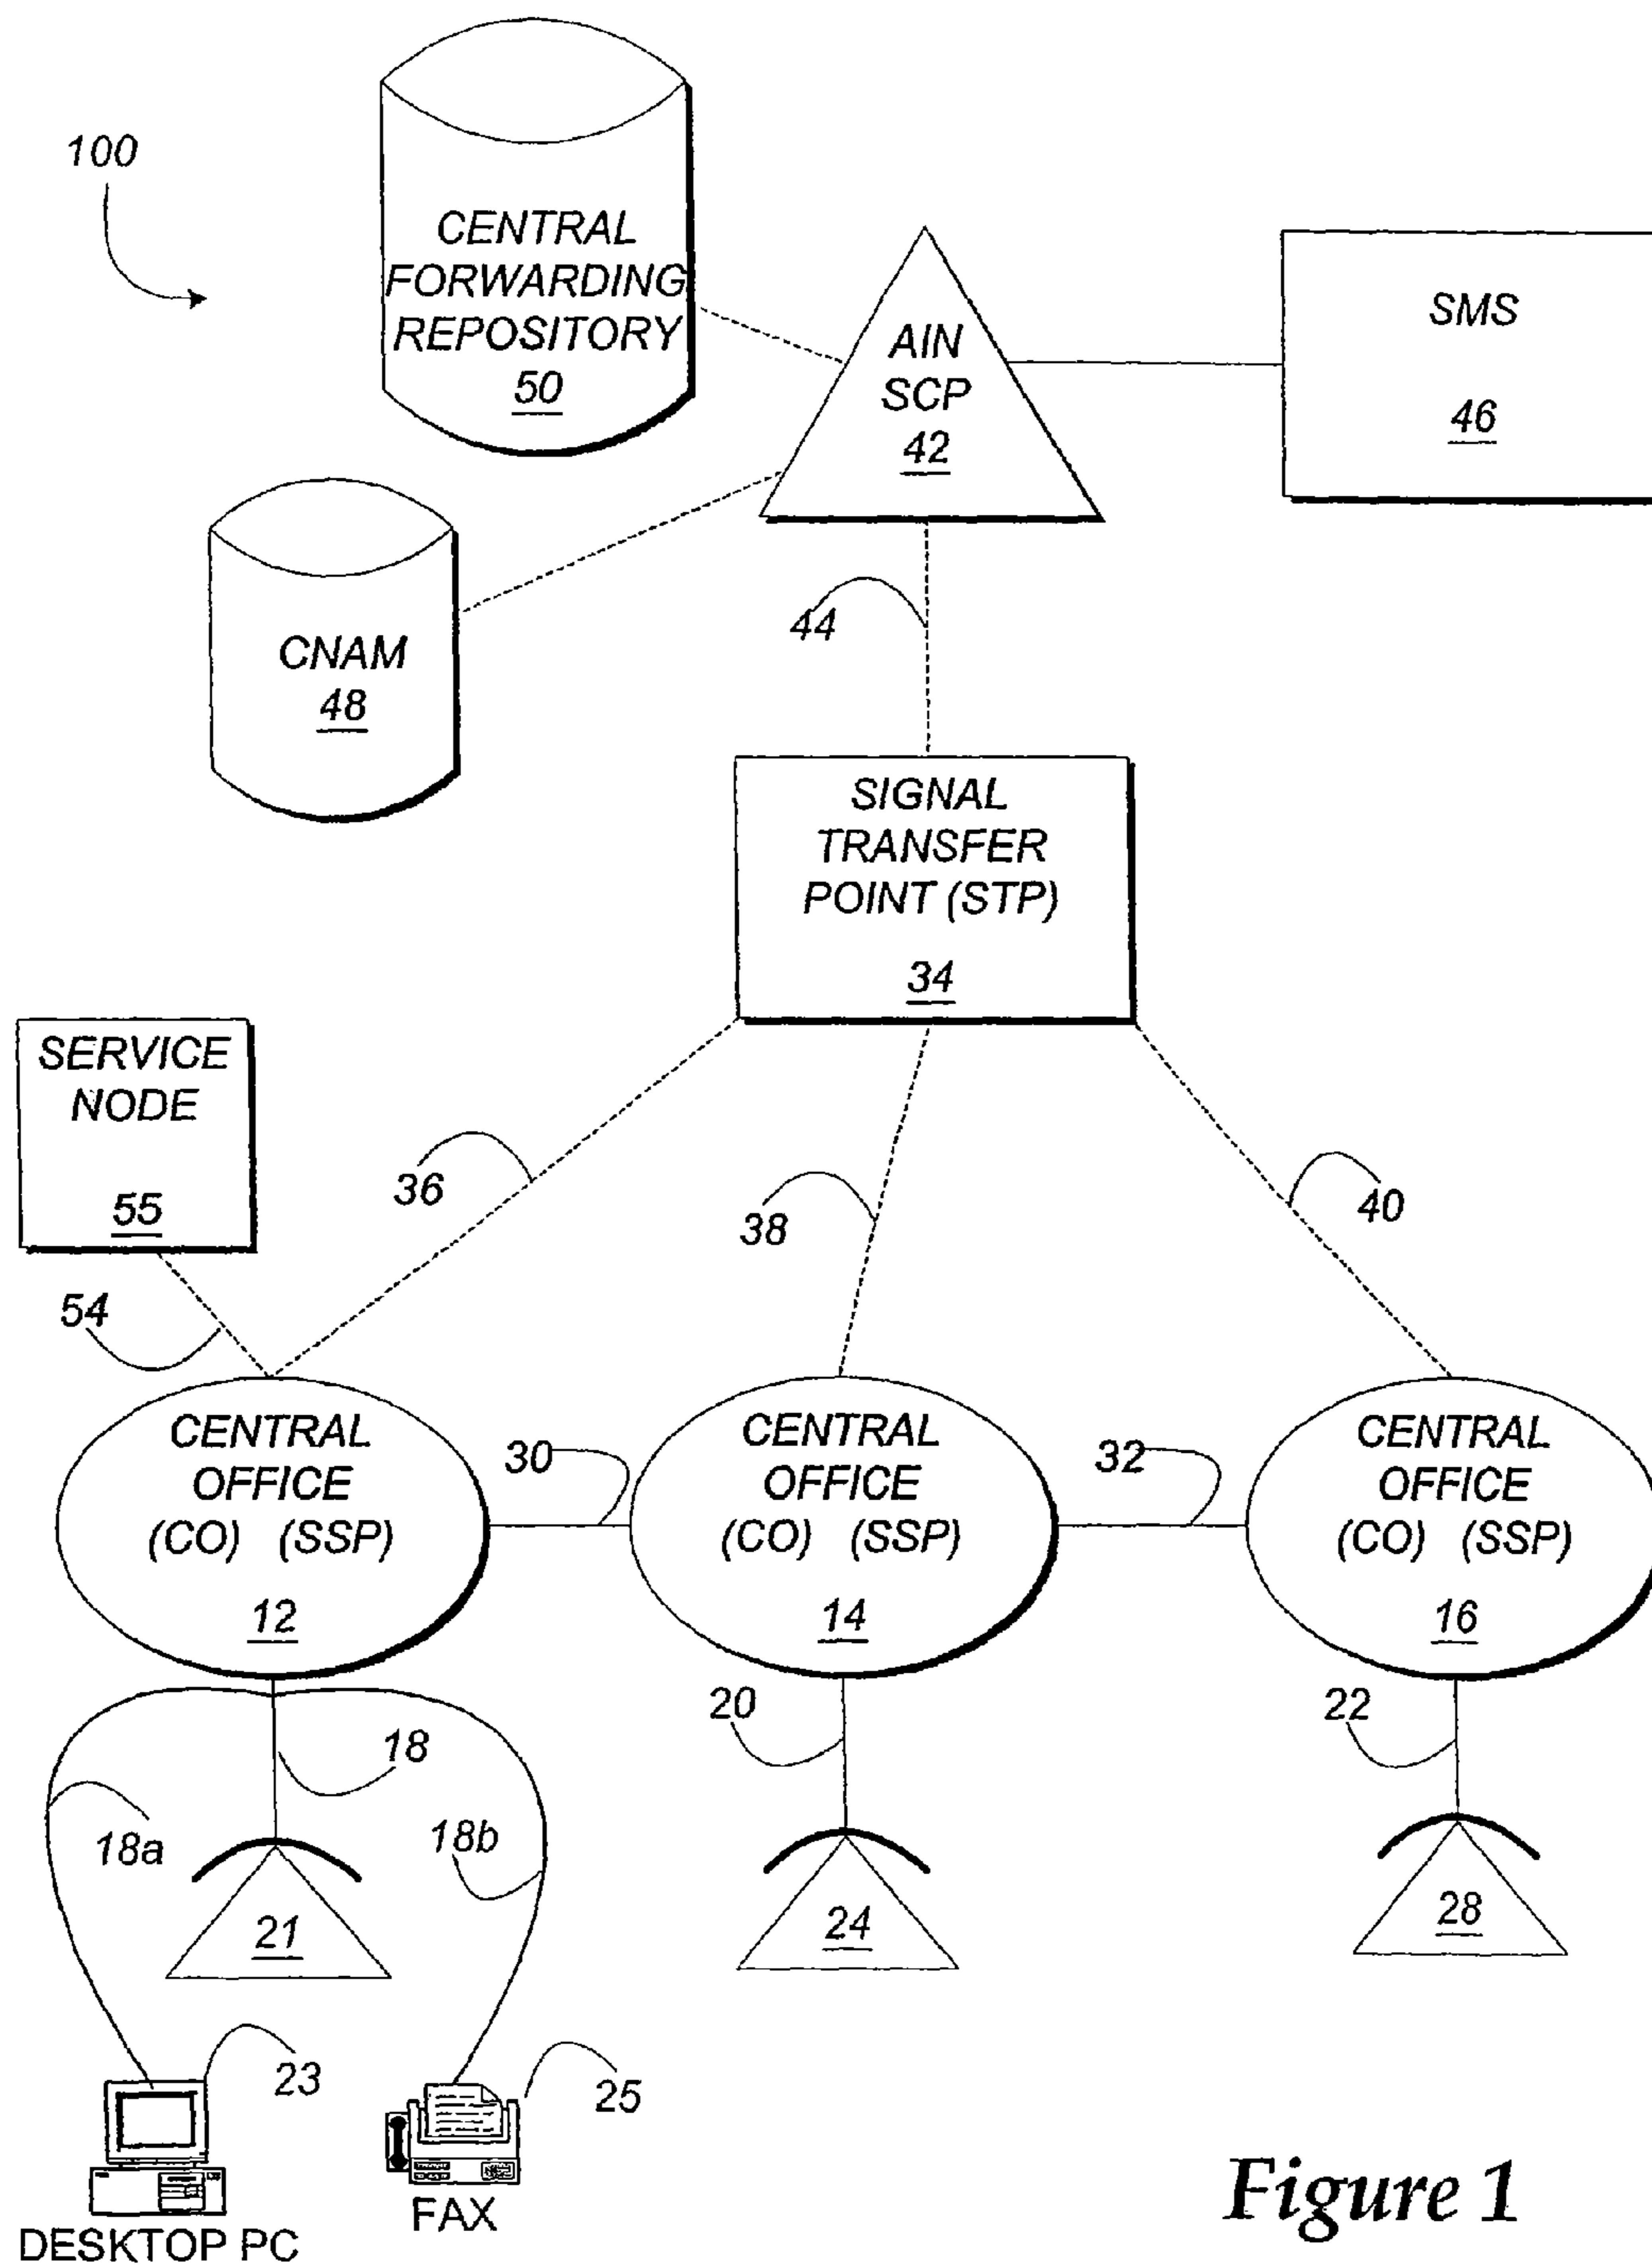 100
CENTRAL
FORWARDING
REPOSITORY
50
AIN
SCP
42
SMS
46
CNAM
48
44
SIGNAL
TRANSFER
POINT (STP)
34
SERVICE
NODE
55
36
38
40
54
CENTRAL
OFFICE
(CO) (SSP)
12
30
CENTRAL
OFFICE
(CO) (SSP)
14
32
CENTRAL
OFFICE
(CO) (SSP)
16
18
20
22
18a
18b
21
24
28
23
25
DESKTOP PC
FAX
Figure 1